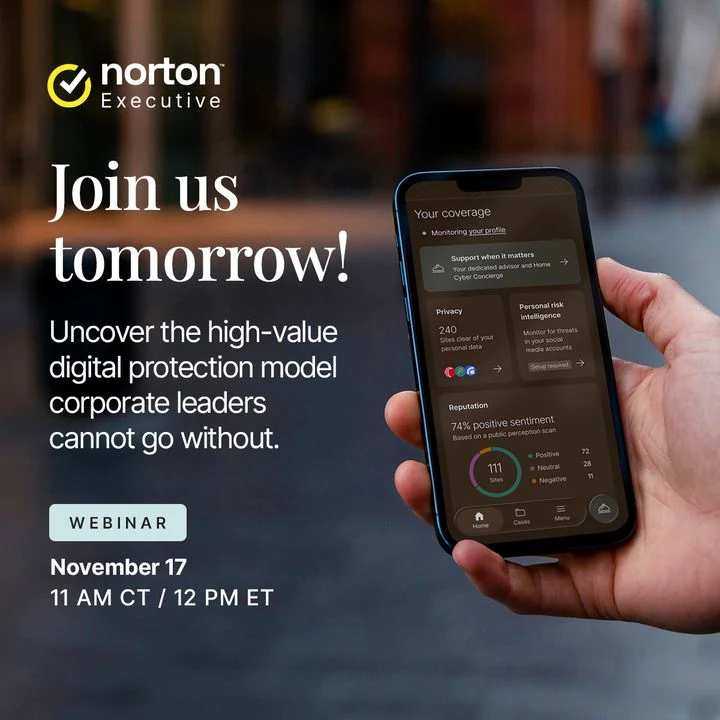 norton™
Executive
Join us
tomorrow!
Uncover the high-value
digital protection model
corporate leaders
cannot go without.
WEBINAR
November 17
11 AM CT / 12 PM ET
Your coverage
Monitoring your profile
Support when it matters
Your dedicated advisor and Home
Cyber Concierge
Privacy
240
Sites clear of your
personal data
Personal risk
intelligence
Monitor for threats
in your social
media accounts
Setup required
Reputation
74% positive sentiment
Based on a public perception scan
111
Sites
Positive 72
Neutral 28
Negative 11
Home
Cases
Menu